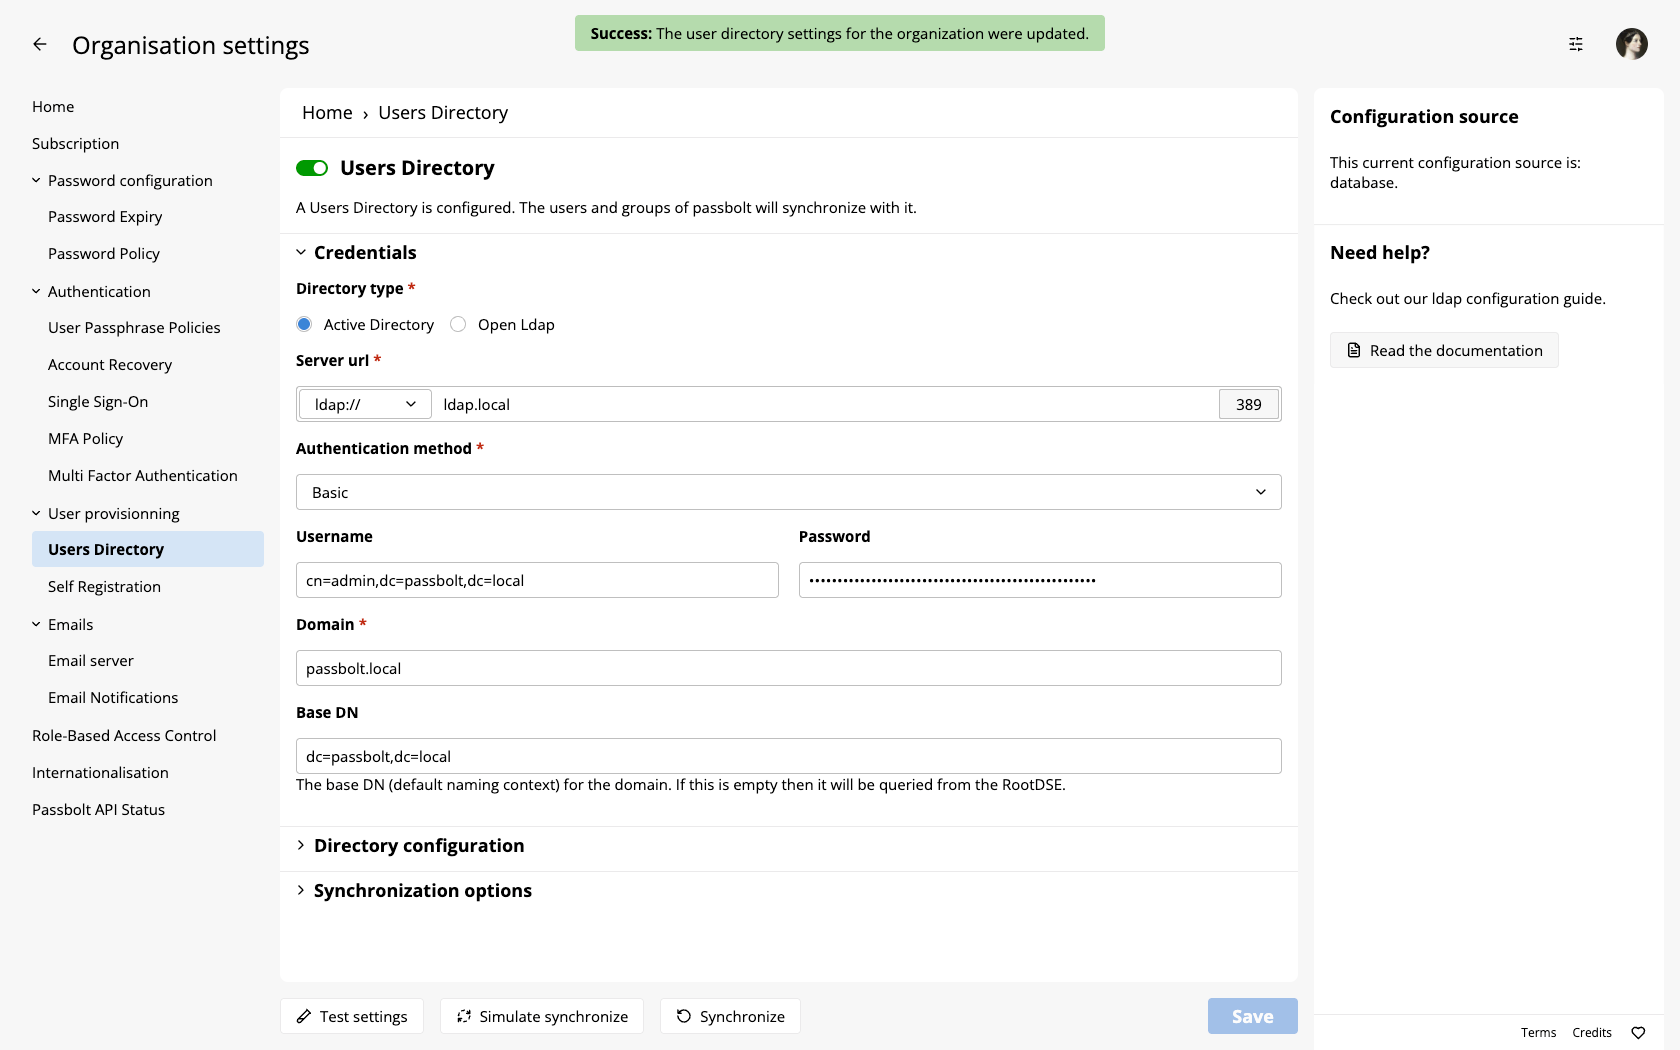 Organisation settings
Success: The user directory settings for the organization were updated.
Home
Subscription
Password configuration
Password Expiry
Password Policy
Authentication
User Passphrase Policies
Account Recovery
Single Sign-On
MFA Policy
Multi Factor Authentication
User provisionning
Users Directory
Self Registration
Emails
Email server
Email Notifications
Role-Based Access Control
Internationalisation
Passbolt API Status
Home › Users Directory
Users Directory
A Users Directory is configured. The users and groups of passbolt will synchronize with it.
Credentials
Directory type *
Active Directory Open Ldap
Server url *
ldap:// ldap.local 389
Authentication method *
Basic
Username Password
cn=admin,dc=passbolt,dc=local
Domain *
passbolt.local
Base DN
dc=passbolt,dc=local
The base DN (default naming context) for the domain. If this is empty then it will be queried from the RootDSE.
Directory configuration
Synchronization options
Test settings Simulate synchronize Synchronize Save
Configuration source
This current configuration source is:
database.
Need help?
Check out our ldap configuration guide.
Read the documentation
Terms Credits